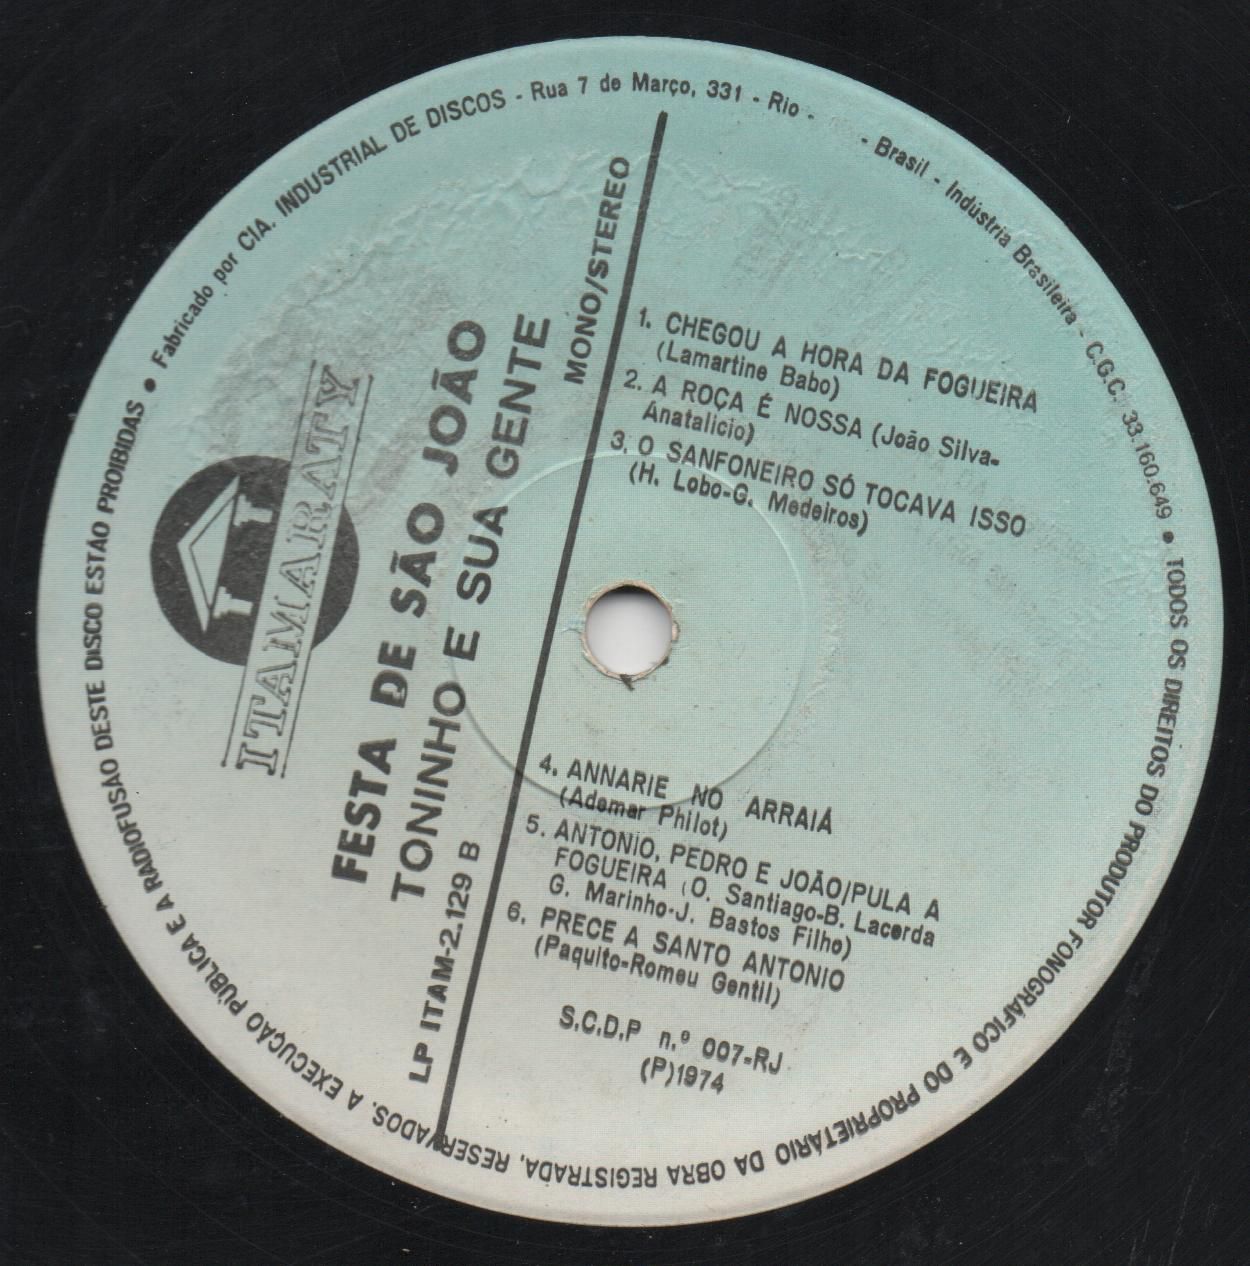 Fabricado por CIA. INDUSTRIAL DE DISCOS - Rua 7 de Março, 331 - Rio - - Brasil - Indústria Brasileira - C.G.C. 33.160.649 • TODOS OS DIREITOS DO PRODUTOR FONOGRÁFICO E DO PROPRIETÁRIO DA OBRA REGISTRADA, RESERVADOS. A EXECUÇÃO PÚBLICA E A RADIOFUSÃO DESTE DISCO ESTÃO PROIBIDAS •
ITAMARATY
FESTA DE SÃO JOÃO
TONINHO E SUA GENTE
LP ITAM-2.129 B
MONO/STEREO
1. CHEGOU A HORA DA FOGUEIRA
(Lamartine Babo)
2. A ROÇA É NOSSA (João Silva-
Anatalicio)
3. O SANFONEIRO SÓ TOCAVA ISSO
(H. Lobo-G. Medeiros)
4. ANNARIE NO ARRAIÁ
(Ademar Philot)
5. ANTONIO, PEDRO E JOÃO/PULA A
FOGUEIRA (O. Santiago-B. Lacerda
G. Marinho-J. Bastos Filho)
6. PRECE A SANTO ANTONIO
(Paquito-Romeu Gentil)
S.C.D.P n.º 007-RJ
(P)1974